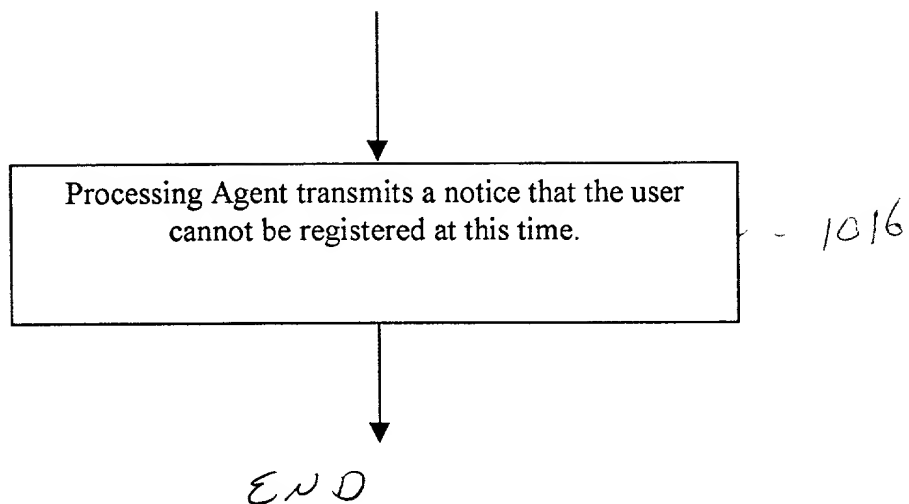 Processing Agent transmits a notice that the user
cannot be registered at this time.
1016
END